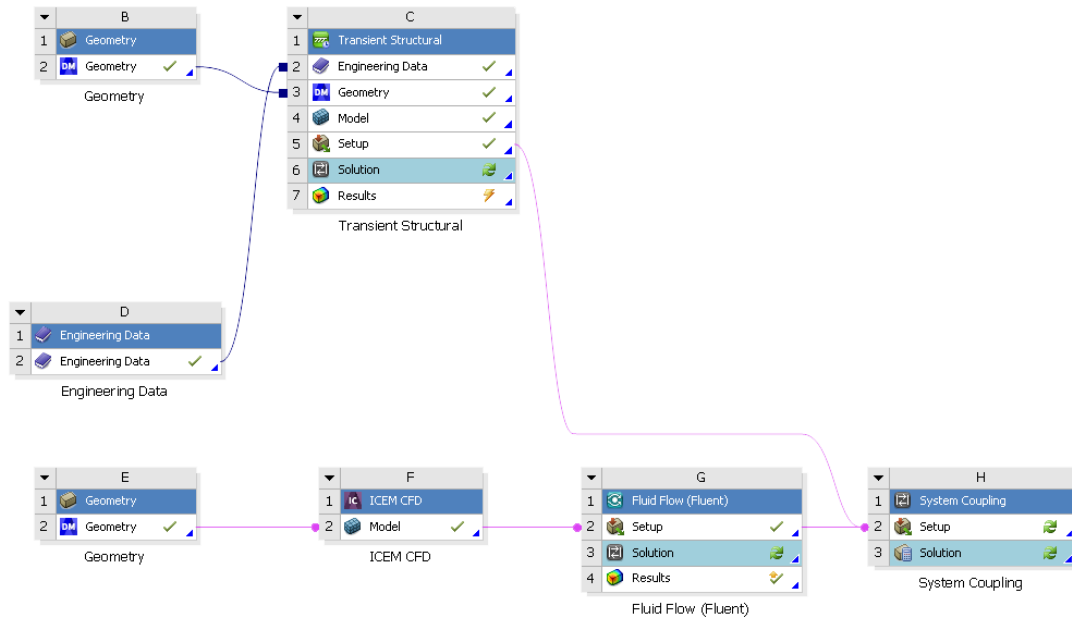 B
1 Geometry
2 DM Geometry
Geometry
C
1 Transient Structural
2 Engineering Data
3 DM Geometry
4 Model
5 Setup
6 Solution
7 Results
Transient Structural
D
1 Engineering Data
2 Engineering Data
Engineering Data
E
1 Geometry
2 DM Geometry
Geometry
F
1 IC ICEM CFD
2 Model
ICEM CFD
G
1 Fluid Flow (Fluent)
2 Setup
3 Solution
4 Results
Fluid Flow (Fluent)
H
1 System Coupling
2 Setup
3 Solution
System Coupling